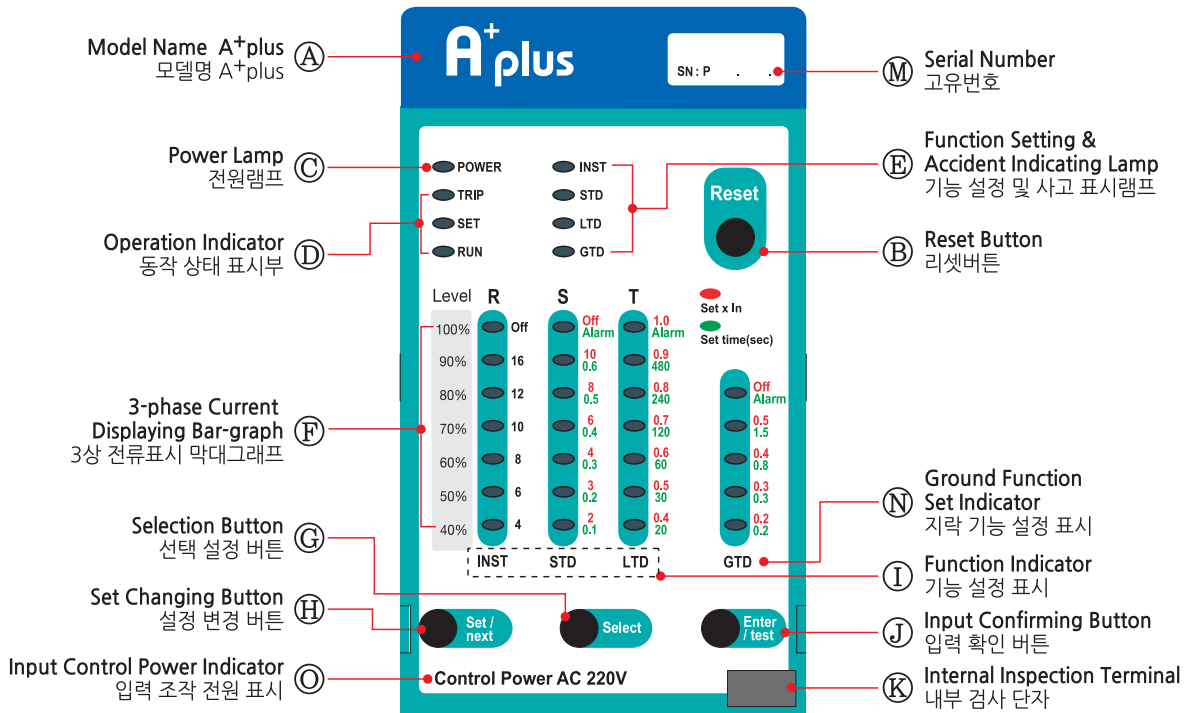 Model Name A+plus
모델명 A+plus
Ⓐ
Power Lamp
전원램프
Ⓒ
Operation Indicator
동작 상태 표시부
Ⓓ
3-phase Current
Displaying Bar-graph
3상 전류표시 막대그래프
Ⓕ
Selection Button
선택 설정 버튼
Ⓖ
Set Changing Button
설정 변경 버튼
Ⓗ
Input Control Power Indicator
입력 조작 전원 표시
Ⓞ
A+plus
SN : P . .
POWER
TRIP
SET
RUN
INST
STD
LTD
GTD
Reset
Set x In
Set time(sec)
Level R S T
100%
90%
80%
70%
60%
50%
40%
Off
16
12
10
8
6
4
INST
Off
Alarm
10
0.6
8
0.5
6
0.4
4
0.3
3
0.2
2
0.1
STD
1.0
Alarm
0.9
480
0.8
240
0.7
120
0.6
60
0.5
30
0.4
20
LTD
Off
Alarm
0.5
1.5
0.4
0.8
0.3
0.3
0.2
0.2
GTD
Set /
next
Select
Enter
/ test
Control Power AC 220V
Ⓜ
Serial Number
고유번호
Ⓔ
Function Setting &
Accident Indicating Lamp
기능 설정 및 사고 표시램프
Ⓑ
Reset Button
리셋버튼
Ⓝ
Ground Function
Set Indicator
지락 기능 설정 표시
Ⓘ
Function Indicator
기능 설정 표시
Ⓙ
Input Confirming Button
입력 확인 버튼
Ⓚ
Internal Inspection Terminal
내부 검사 단자